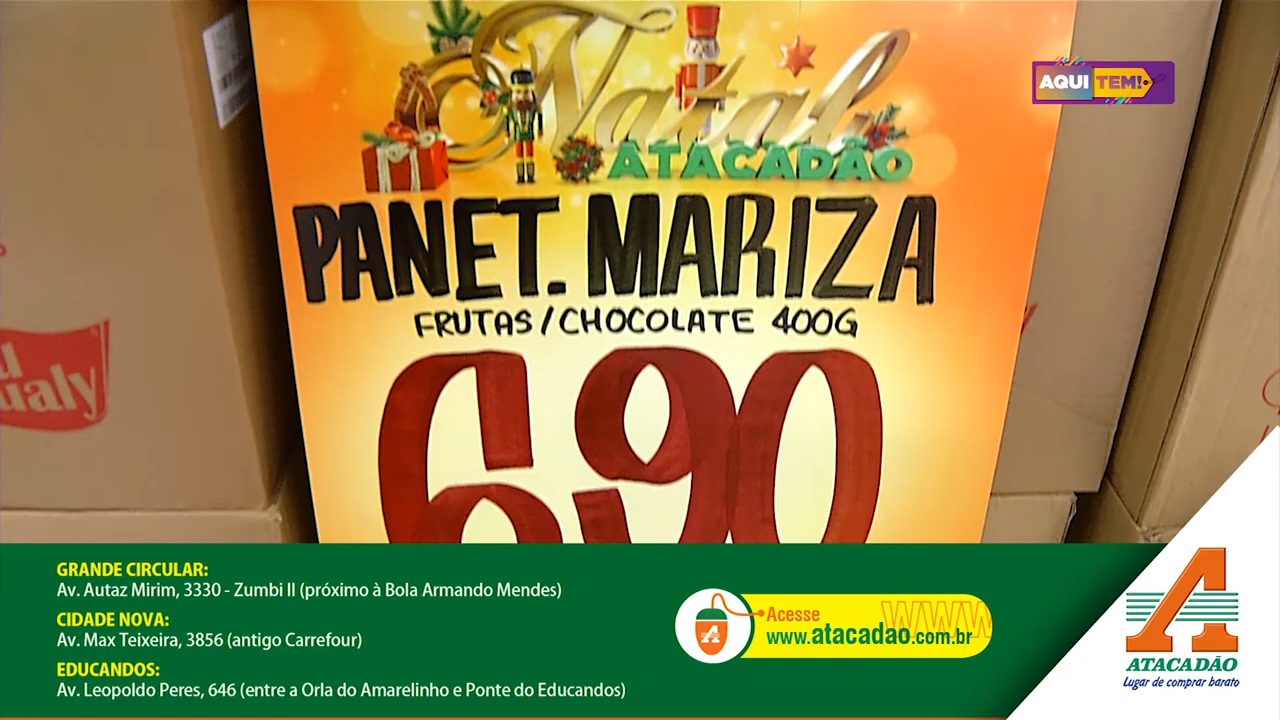 Natal
ATACADÃO
AQUI TEM!
PANET. MARIZA
FRUTAS/CHOCOLATE 400G
6,90
ualy
GRANDE CIRCULAR:
Av. Autaz Mirim, 3330 - Zumbi II (próximo à Bola Armando Mendes)
CIDADE NOVA:
Av. Max Teixeira, 3856 (antigo Carrefour)
EDUCANDOS:
Av. Leopoldo Peres, 646 (entre a Orla do Amarelinho e Ponte do Educandos)
Acesse
WWW
www.atacadao.com.br
ATACADÃO
Lugar de comprar barato